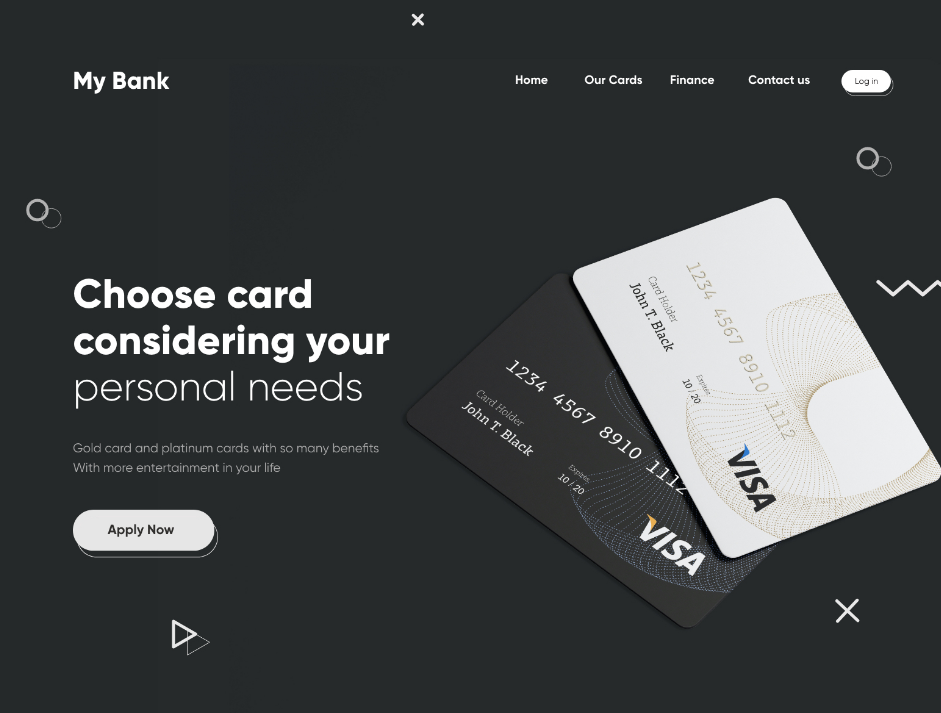 My Bank
Home
Our Cards
Finance
Contact us
Log in
Choose card
considering your
personal needs
Gold card and platinum cards with so many benefits
With more entertainment in your life
Apply Now
1234 4567 8910 1112
Card Holder
John T. Black
Expires
10 / 20
VISA
1234 4567 8910 1112
Card Holder
John T. Black
Expires
10 / 20
VISA